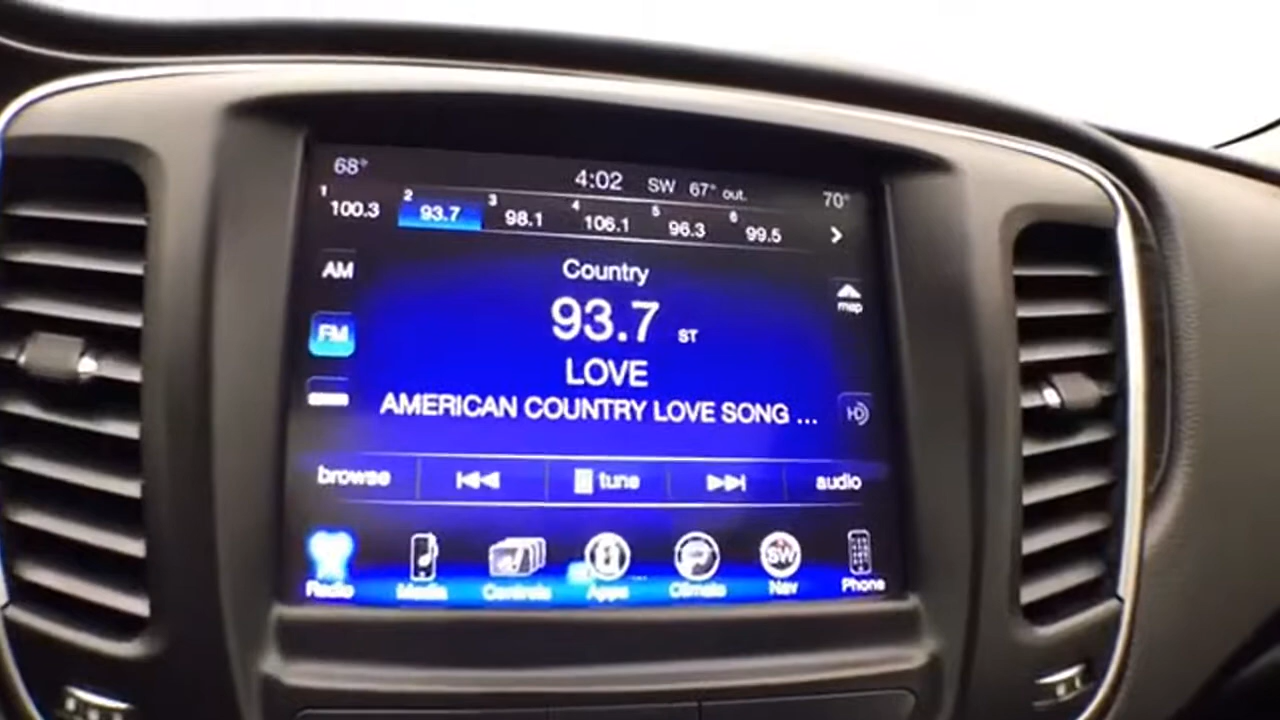 68°
4:02 SW 67° out.
70°
1 100.3 2 93.7 3 98.1 4 106.1 5 96.3 6 99.5
AM
Country
map
93.7 ST
FM
LOVE
AMERICAN COUNTRY LOVE SONG ...
HD
browse tune audio
SW
Radio Media Controls Apps Climate Nav Phone